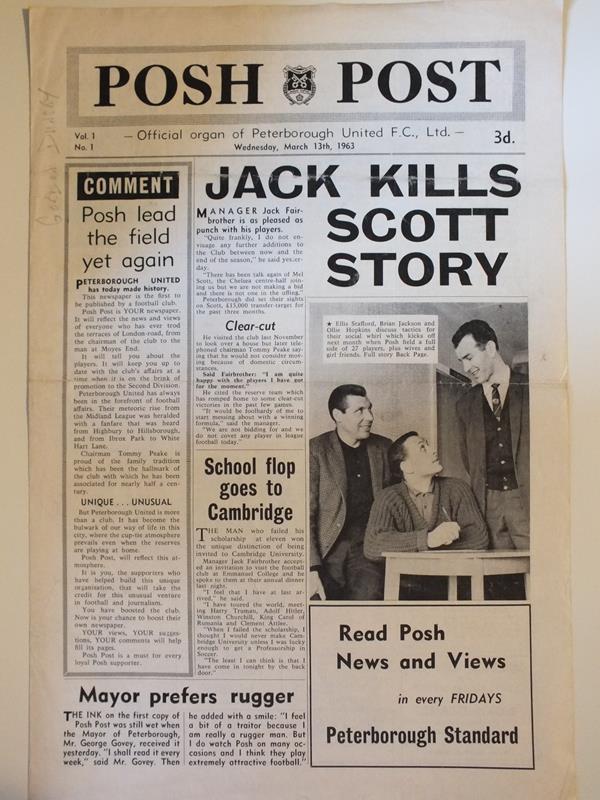 POSH POST
Vol. 1
No. 1
— Official organ of Peterborough United F.C., Ltd. —
Wednesday, March 13th, 1963
3d.
COMMENT
Posh lead
the field
yet again
PETERBOROUGH UNITED
has today made history.
This newspaper is the first to
be published by a football club.
Posh Post is YOUR newspaper.
It will reflect the news and
views of everyone who has ever trod
the terraces of London-road, from
the chairman of the club to the
man at Moyes End.
It will tell you about the
players. It will keep you up to
date with the club's affairs at a
time when it is on the brink of
promotion to the Second Division.
Peterborough United has always
been in the forefront of football
affairs. Their meteoric rise from
the Midland League was heralded
with a fanfare that was heard
from Highbury to Hillsborough,
and from Ibrox Park to White
Hart Lane.
Chairman Tommy Peake is
proud of the family tradition
which has been the hallmark of
the club with which he has been
associated for nearly half a cen-
tury.
UNIQUE . . . UNUSUAL
But Peterborough United is more
than a club. It has become the
bulwark of our way of life in this
city, where the cup-tie atmosphere
prevails even when the reserves
are playing at home.
Posh Post, will reflect this at-
mosphere.
It is you, the supporters who
have helped build this unique
organisation, that will take the
credit for this unusual venture
in football and journalism.
You have boosted the club.
Now is your chance to boost their
own newspaper.
YOUR views, YOUR sugges-
tions, YOUR comments will help
fill its pages.
Posh Post is a must for every
loyal Posh supporter.
JACK KILLS
SCOTT
STORY
MANAGER Jack Fair-
brother is as pleased as
punch with his players.
"Quite frankly, I do not en-
visage any further additions to
the Club between now and the
end of the season," he said yester-
day.
"There has been talk again of Mel
Scott, the Chelsea centre-half join-
ing us but we are not making a bid
and there is not one in the offing."
Peterborough did set their sights
on Scott, £15,000 transfer-target for
the past three months.
Clear-cut
He visited the club last November
to look over a house but later tele-
phoned chairman Tommy Peake say-
ing that he would not consider mov-
ing because of domestic circum-
stances.
Said Fairbrother: "I am quite
happy with the players I have got
for the moment."
He cited the reserve team which
has romped home to some clear-cut
victories in the past few games.
"It would be foolhardy of me to
start messing about with a winning
formula," said the manager.
"We are not bidding for and we
do not covet any player in league
football today."
★ Ellis Stafford, Brian Jackson and
Ollie Hopkins discuss tactics for
their social whirl which kicks off
next month when Posh field a full
side of 27 players, plus wives and
girl friends. Full story Back Page.
School flop
goes to
Cambridge
THE MAN who failed his
scholarship at eleven won
the unique distinction of being
invited to Cambridge University.
Manager Jack Fairbrother accept-
ed an invitation to visit the football
club at Emmanuel College and he
spoke to them at their annual dinner
last night.
"I feel that I have at last ar-
rived," he said.
"I have toured the world, meet-
ing Harry Truman, Adolf Hitler,
Winston Churchill, King Carol of
Rumania and Clement Attlee.
"When I failed the scholarship, I
thought I would never make Cam-
bridge University unless I was lucky
enough to get a Professorship in
Soccer.
"The least I can think is that I
have come in tonight by the back
door."
Mayor prefers rugger
THE INK on the first copy of
Posh Post was still wet when
the Mayor of Peterborough,
Mr. George Govey, received it
yesterday. "I shall read it every
week," said Mr. Govey. Then
he added with a smile: "I feel
a bit of a traitor because I
am really a rugger man. But
I do watch Posh on many oc-
casions and I think they play
extremely attractive football."
Read Posh
News and Views
in every FRIDAYS
Peterborough Standard